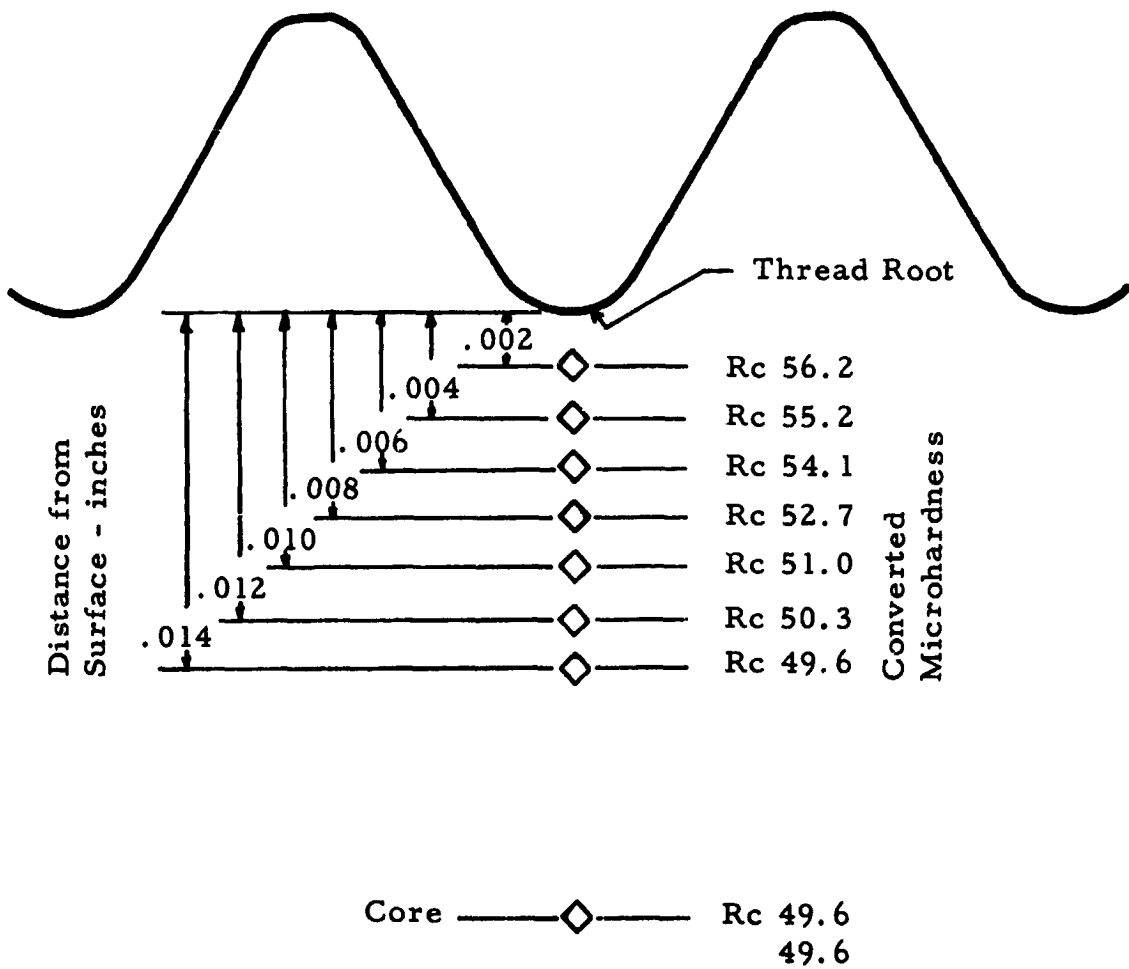 Thread Root
.002
Rc 56.2
.004
Rc 55.2
.006
Rc 54.1
.008
Rc 52.7
.010
Rc 51.0
.012
Rc 50.3
.014
Rc 49.6
Distance from
Surface - inches
Converted
Microhardness
Core
Rc 49.6
49.6